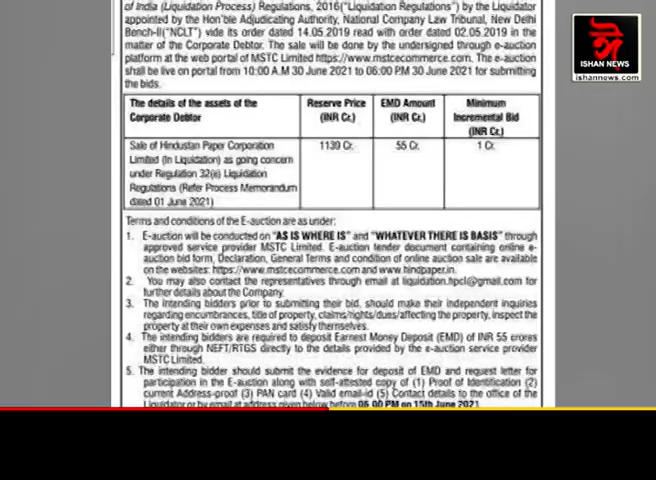 of India (Liquidation Process) Regulations, 2016("Liquidation Regulations") by the Liquidator
appointed by the Hon'ble Adjudicating Authority, National Company Law Tribunal, New Delhi
Bench-II("NCLT") vide its order dated 14.05.2019 read with order dated 02.05.2019 in the
matter of the Corporate Debtor. The sale will be done by the undersigned through e-auction
platform at the web portal of MSTC Limited https://www.mstcecommerce.com. The e-auction
shall be live on portal from 10:00 A.M 30 June 2021 to 06:00 PM 30 June 2021 for submitting
the bids.
ISHAN NEWS
ishannews.com
The details of the assets of the Corporate Debtor
Reserve Price (INR Cr.)
EMD Amount (INR Cr.)
Minimum Incremental Bid (INR Cr.)
Sale of Hindustan Paper Corporation
Limited (In Liquidation) as going concern
under Regulation 32(e) Liquidation
Regulations (Refer Process Memorandum
dated 01 June 2021)
1139 Cr.
55 Cr.
1 Cr.
Terms and conditions of the E-auction are as under:
1. E-auction will be conducted on "AS IS WHERE IS" and "WHATEVER THERE IS BASIS" through
approved service provider MSTC Limited. E-auction tender document containing online e-
auction bid form, Declaration, General Terms and condition of online auction sale are available
on the websites: https://www.mstcecommerce.com and www.hindpaper.in.
2. You may also contact the representatives through email at liquidation.hpcl@gmail.com for
further details about the Company.
3. The intending bidders prior to submitting their bid, should make their independent inquiries
regarding encumbrances, title of property, claims/rights/dues/affecting the property, inspect the
property at their own expenses and satisfy themselves.
4. The intending bidders are required to deposit Earnest Money Deposit (EMD) of INR 55 crores
either through NEFT/RTGS directly to the details provided by the e-auction service provider
MSTC Limited.
5. The intending bidder should submit the evidence for deposit of EMD and request letter for
participation in the E-auction along with self-attested copy of (1) Proof of Identification (2)
current Address-proof (3) PAN card (4) Valid email-id (5) Contact details to the office of the
Liquidator or by email at address given below before 06.00 PM on 15th June 2021